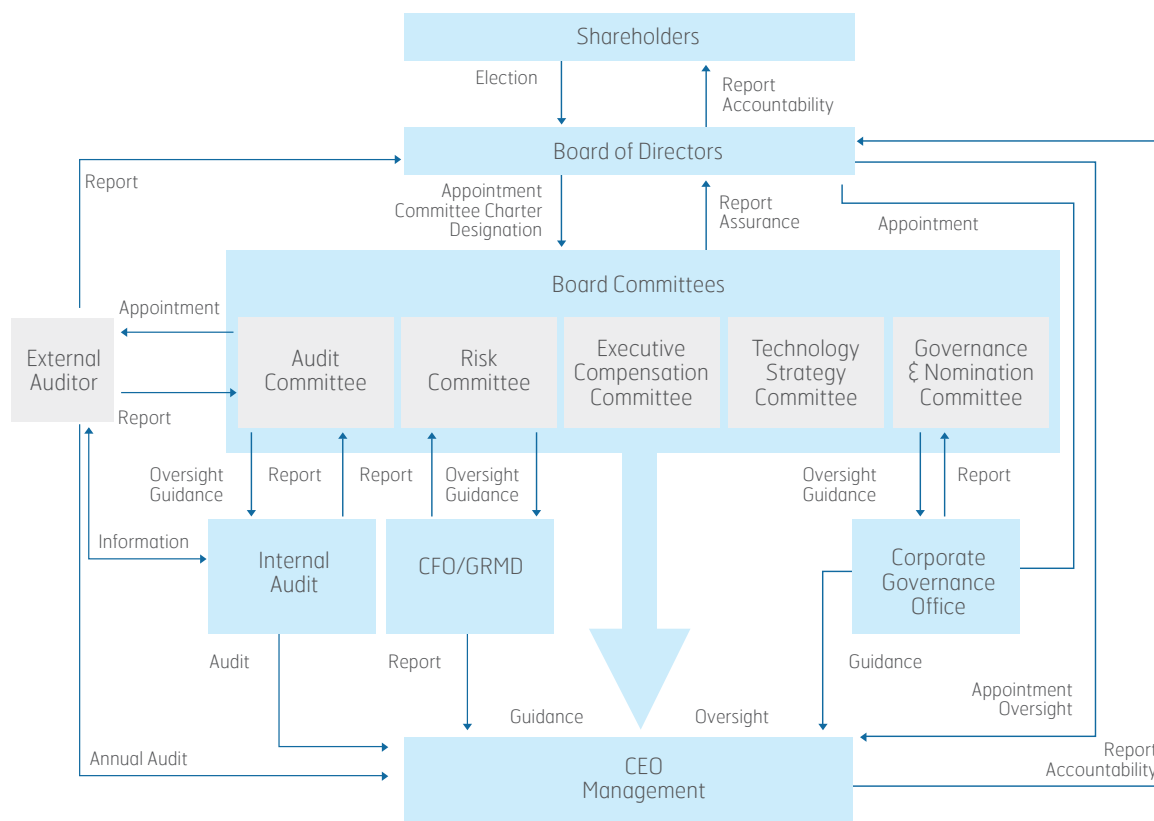 Shareholders
Election
Report
Accountability
Board of Directors
Report
Appointment
Committee Charter
Designation
Report
Assurance
Appointment
Board Committees
Appointment
External
Auditor
Audit
Committee
Risk
Committee
Executive
Compensation
Committee
Technology
Strategy
Committee
Governance
& Nomination
Committee
Report
Oversight
Guidance
Report
Report
Oversight
Guidance
Oversight
Guidance
Report
Information
Internal
Audit
CFO/GRMD
Corporate
Governance
Office
Audit
Report
Guidance
Guidance
Oversight
Appointment
Oversight
Annual Audit
CEO
Management
Report
Accountability